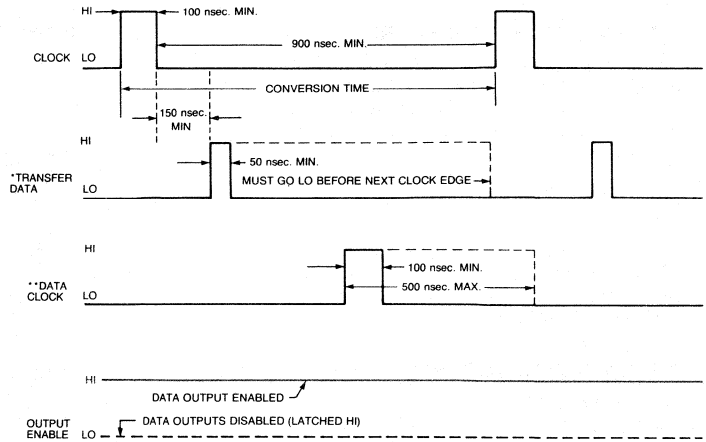 HI
100 nsec. MIN.
900 nsec. MIN.
CLOCK LO
CONVERSION TIME
150 nsec.
MIN
HI
50 nsec. MIN.
*TRANSFER
DATA
MUST GO LO BEFORE NEXT CLOCK EDGE
LO
HI
100 nsec. MIN.
**DATA
CLOCK
500 nsec. MAX.
LO
HI
DATA OUTPUT ENABLED
DATA OUTPUTS DISABLED (LATCHED HI)
OUTPUT
ENABLE LO